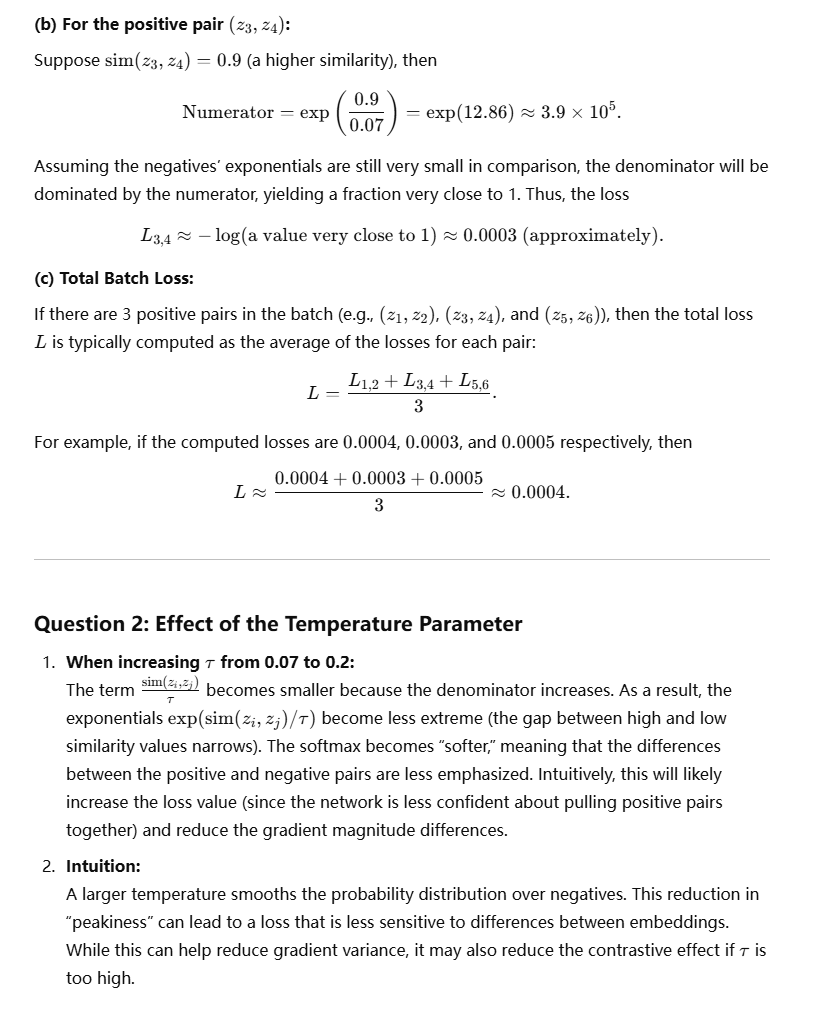 (b) For the positive pair (z₃, z₄):
Suppose sim(z₃, z₄) = 0.9 (a higher similarity), then
Numerator = exp(0.9/0.07) = exp(12.86) ≈ 3.9 × 10⁵.
Assuming the negatives’ exponentials are still very small in comparison, the denominator will be
dominated by the numerator, yielding a fraction very close to 1. Thus, the loss
L₃,₄ ≈ − log(a value very close to 1) ≈ 0.0003 (approximately).
(c) Total Batch Loss:
If there are 3 positive pairs in the batch (e.g., (z₁, z₂), (z₃, z₄), and (z₅, z₆)), then the total loss
L is typically computed as the average of the losses for each pair:
L = (L₁,₂ + L₃,₄ + L₅,₆)/3.
For example, if the computed losses are 0.0004, 0.0003, and 0.0005 respectively, then
L ≈ (0.0004 + 0.0003 + 0.0005)/3 ≈ 0.0004.
Question 2: Effect of the Temperature Parameter
1. When increasing τ from 0.07 to 0.2:
The term sim(zᵢ,zⱼ)/τ becomes smaller because the denominator increases. As a result, the
exponentials exp(sim(zᵢ, zⱼ)/τ) become less extreme (the gap between high and low
similarity values narrows). The softmax becomes “softer,” meaning that the differences
between the positive and negative pairs are less emphasized. Intuitively, this will likely
increase the loss value (since the network is less confident about pulling positive pairs
together) and reduce the gradient magnitude differences.
2. Intuition:
A larger temperature smooths the probability distribution over negatives. This reduction in
“peakiness” can lead to a loss that is less sensitive to differences between embeddings.
While this can help reduce gradient variance, it may also reduce the contrastive effect if τ is
too high.